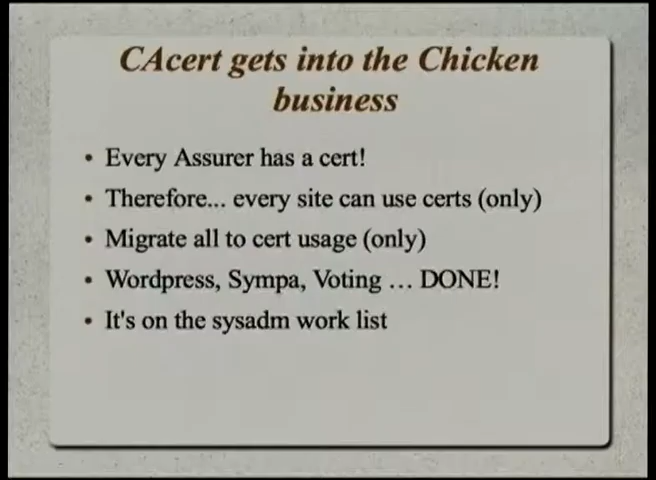 CAcert gets into the Chicken
business
• Every Assurer has a cert!
• Therefore... every site can use certs (only)
• Migrate all to cert usage (only)
• Wordpress, Sympa, Voting … DONE!
• It's on the sysadm work list